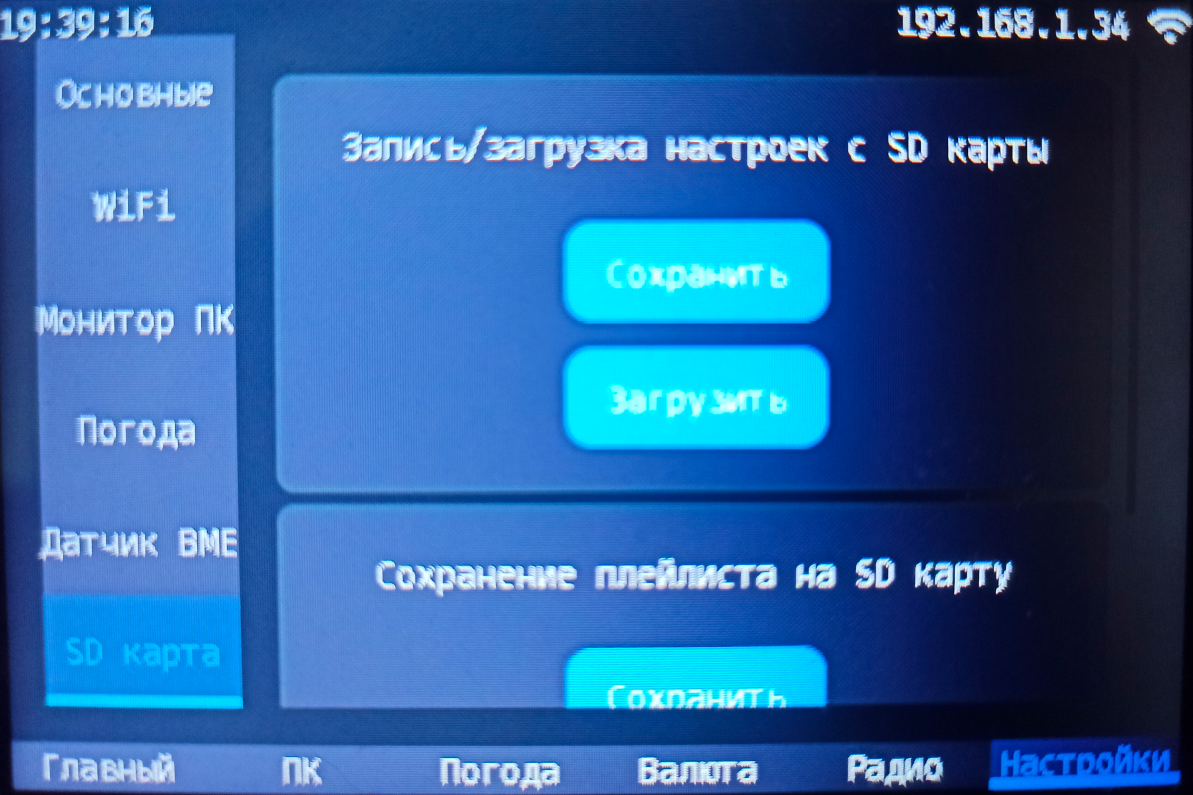 19:39:16
192.168.1.34
Основные
WiFi
Монитор ПК
Погода
Датчик BME
SD карта
Запись/загрузка настроек с SD карты
Сохранить
Загрузить
Сохранение плейлиста на SD карту
Сохранить
Главный
ПК
Погода
Валюта
Радио
Настройки